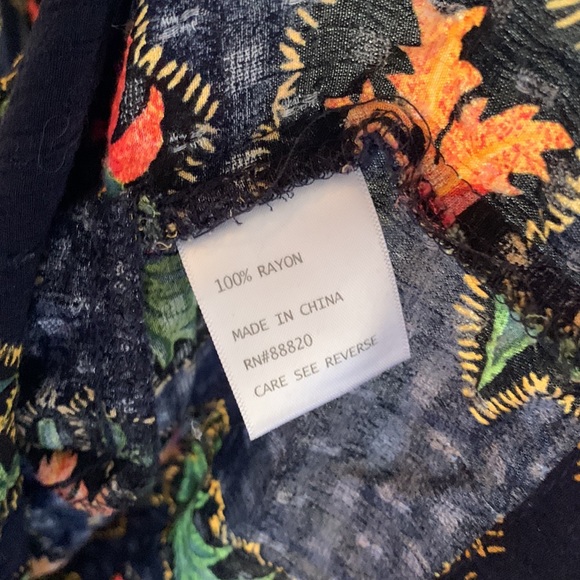 100% RAYON
MADE IN CHINA
RN#88820
CARE SEE REVERSE